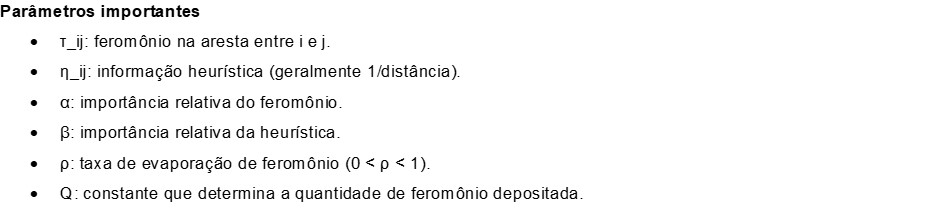 Parâmetros importantes
• τ_ij: feromônio na aresta entre i e j.
• η_ij: informação heurística (geralmente 1/distância).
• α: importância relativa do feromônio.
• β: importância relativa da heurística.
• ρ: taxa de evaporação de feromônio (0 < ρ < 1).
• Q: constante que determina a quantidade de feromônio depositada.